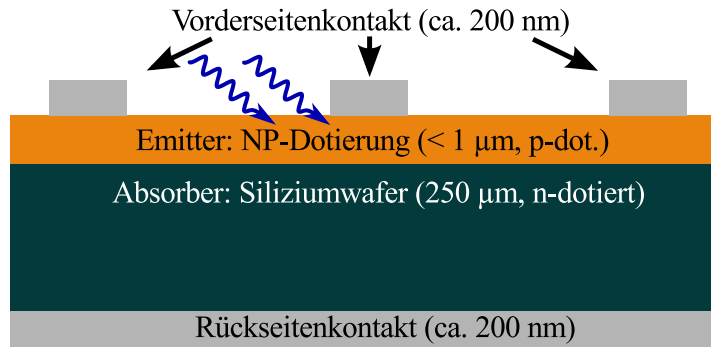 Vorderseitenkontakt (ca. 200 nm)
Emitter: NP-Dotierung (< 1 µm, p-dot.)
Absorber: Siliziumwafer (250 µm, n-dotiert)
Rückseitenkontakt (ca. 200 nm)